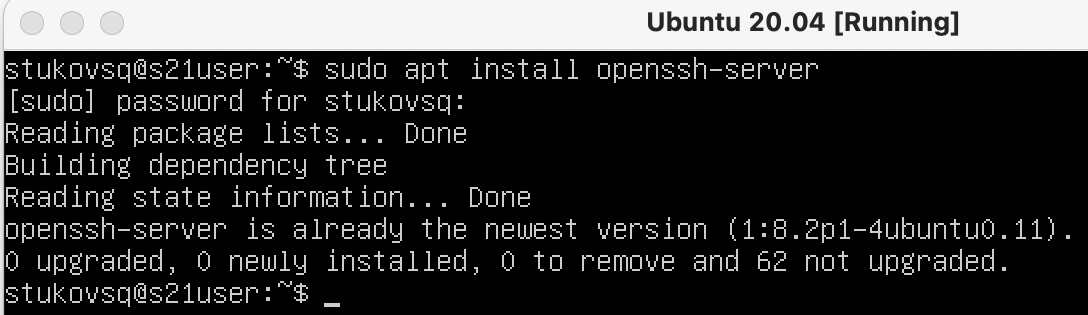 Ubuntu 20.04 [Running]
stukovsq@s21user:~$ sudo apt install openssh-server
[sudo] password for stukovsq:
Reading package lists... Done
Building dependency tree
Reading state information... Done
openssh-server is already the newest version (1:8.2p1-4ubuntu0.11).
0 upgraded, 0 newly installed, 0 to remove and 62 not upgraded.
stukovsq@s21user:~$ _